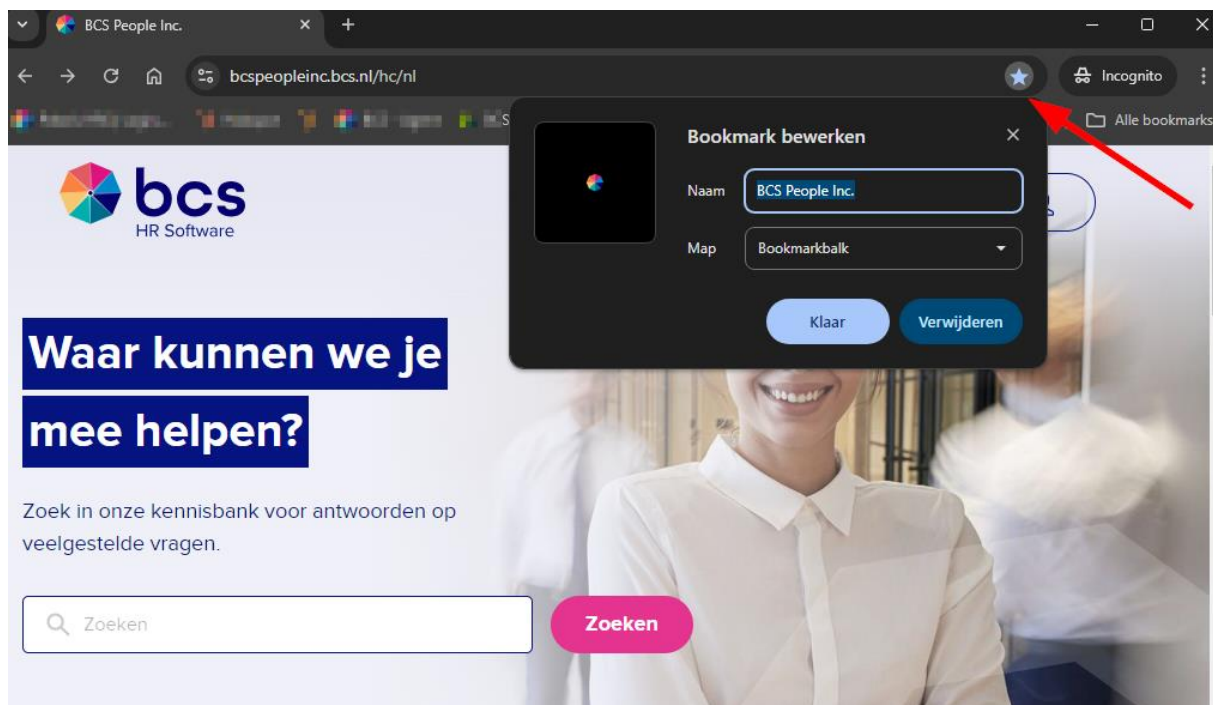 BCS People Inc.
bcspeopleinc.bcs.nl/hc/nl
Incognito
Alle bookmarks
Bookmark bewerken
Naam BCS People Inc.
Map Bookmarkbalk
Klaar Verwijderen
bcs
HR Software
Waar kunnen we je
mee helpen?
Zoek in onze kennisbank voor antwoorden op
veelgestelde vragen.
Zoeken Zoeken